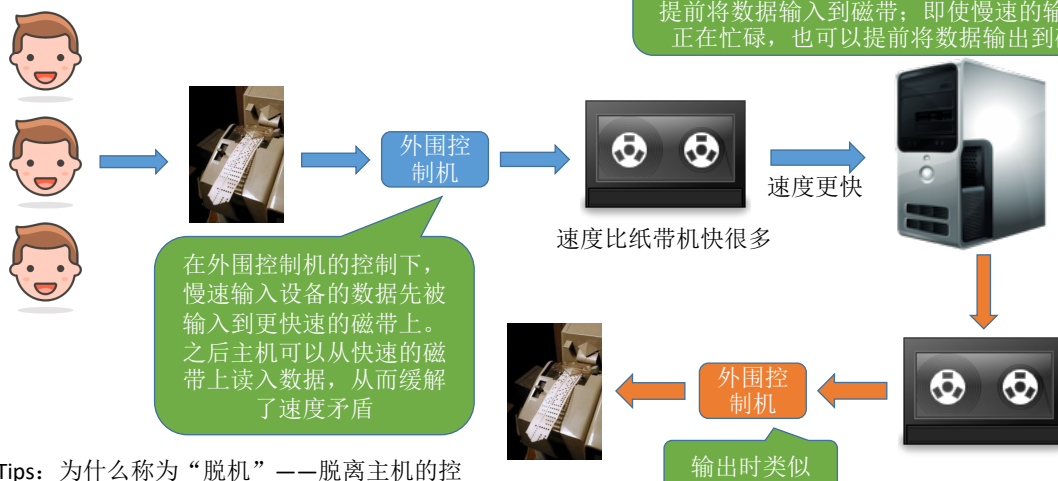 提前将数据输入到磁带；即使慢速的输
正在忙碌，也可以提前将数据输出到
外围控
制机
速度更快
速度比纸带机快很多
在外围控制机的控制下，
慢速输入设备的数据先被
输入到更快速的磁带上。
之后主机可以从快速的磁
带上读入数据，从而缓解
了速度矛盾
外围控
制机
输出时类似
Tips：为什么称为“脱机”——脱离主机的控